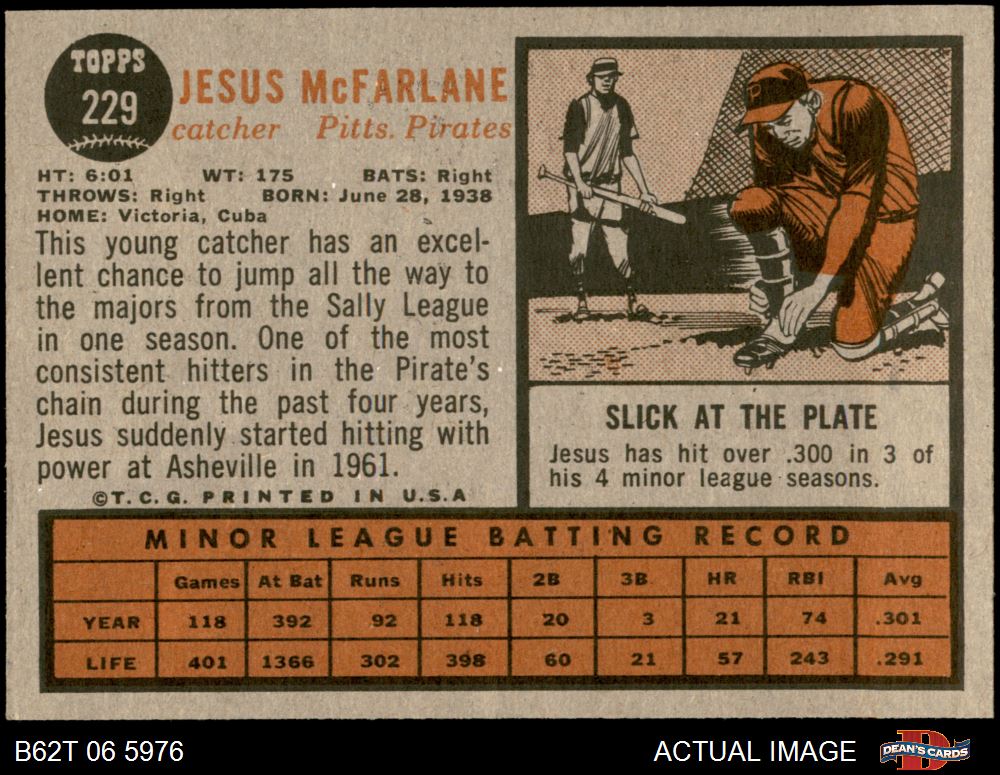 TOPPS
229
JESUS McFARLANE
catcher Pitts. Pirates
HT: 6:01 WT: 175 BATS: Right
THROWS: Right BORN: June 28, 1938
HOME: Victoria, Cuba
This young catcher has an excel-
lent chance to jump all the way to
the majors from the Sally League
in one season. One of the most
consistent hitters in the Pirate's
chain during the past four years,
Jesus suddenly started hitting with
power at Asheville in 1961.
©T. C. G. PRINTED IN U.S.A
P
SLICK AT THE PLATE
Jesus has hit over .300 in 3 of
his 4 minor league seasons.
MINOR LEAGUE BATTING RECORD
Games At Bat Runs Hits 2B 3B HR RBI Avg
YEAR 118 392 92 118 20 3 21 74 .301
LIFE 401 1366 302 398 60 21 57 243 .291
B62T 06 5976 ACTUAL IMAGE DEAN'S CARDS